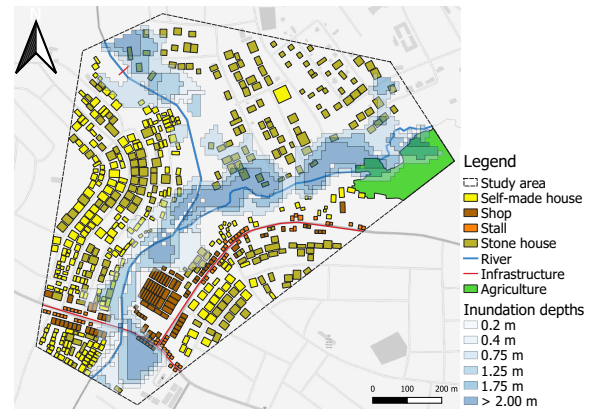 Legend
Study area
Self-made house
Shop
Stall
Stone house
River
Infrastructure
Agriculture
Inundation depths
0.2 m
0.4 m
0.75 m
1.25 m
1.75 m
> 2.00 m
0 100 200 m